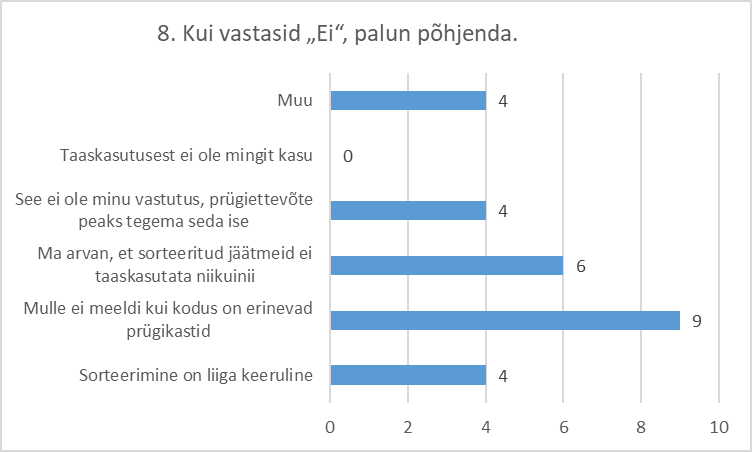 8. Kui vastasid „Ei“, palun põhjenda.
Muu
4
Taaskasutusest ei ole mingit kasu
0
See ei ole minu vastutus, prügiettevõte
peaks tegema seda ise
4
Ma arvan, et sorteeritud jäätmeid ei
taaskasutata niikuinii
6
Mulle ei meeldi kui kodus on erinevad
prügikastid
9
Sorteerimine on liiga keeruline
4
0 2 4 6 8 10